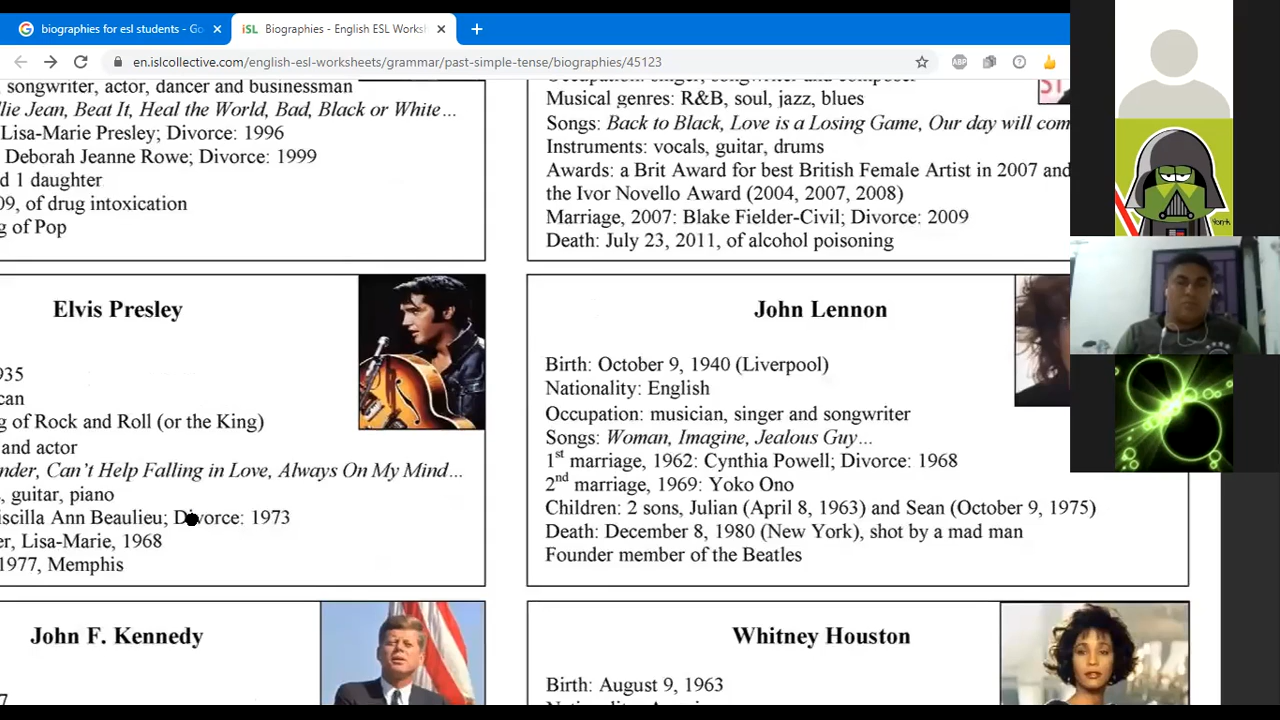 biographies for esl students - Go
iSL Biographies - English ESL Works
en.islcollective.com/english-esl-worksheets/grammar/past-simple-tense/biographies/45123
ABP
, songwriter, actor, dancer and businessman
llie Jean, Beat It, Heal the World, Bad, Black or White…
Lisa-Marie Presley; Divorce: 1996
Deborah Jeanne Rowe; Divorce: 1999
d 1 daughter
09, of drug intoxication
g of Pop
Occupation: singer, songwriter and composer
Musical genres: R&B, soul, jazz, blues
Songs: Back to Black, Love is a Losing Game, Our day will com
Instruments: vocals, guitar, drums
Awards: a Brit Award for best British Female Artist in 2007 and
the Ivor Novello Award (2004, 2007, 2008)
Marriage, 2007: Blake Fielder-Civil; Divorce: 2009
Death: July 23, 2011, of alcohol poisoning
Elvis Presley
935
can
g of Rock and Roll (or the King)
and actor
nder, Can't Help Falling in Love, Always On My Mind…
, guitar, piano
iscilla Ann Beaulieu; Divorce: 1973
er, Lisa-Marie, 1968
1977, Memphis
John Lennon
Birth: October 9, 1940 (Liverpool)
Nationality: English
Occupation: musician, singer and songwriter
Songs: Woman, Imagine, Jealous Guy…
1st marriage, 1962: Cynthia Powell; Divorce: 1968
2nd marriage, 1969: Yoko Ono
Children: 2 sons, Julian (April 8, 1963) and Sean (October 9, 1975)
Death: December 8, 1980 (New York), shot by a mad man
Founder member of the Beatles
John F. Kennedy
7
Whitney Houston
Birth: August 9, 1963